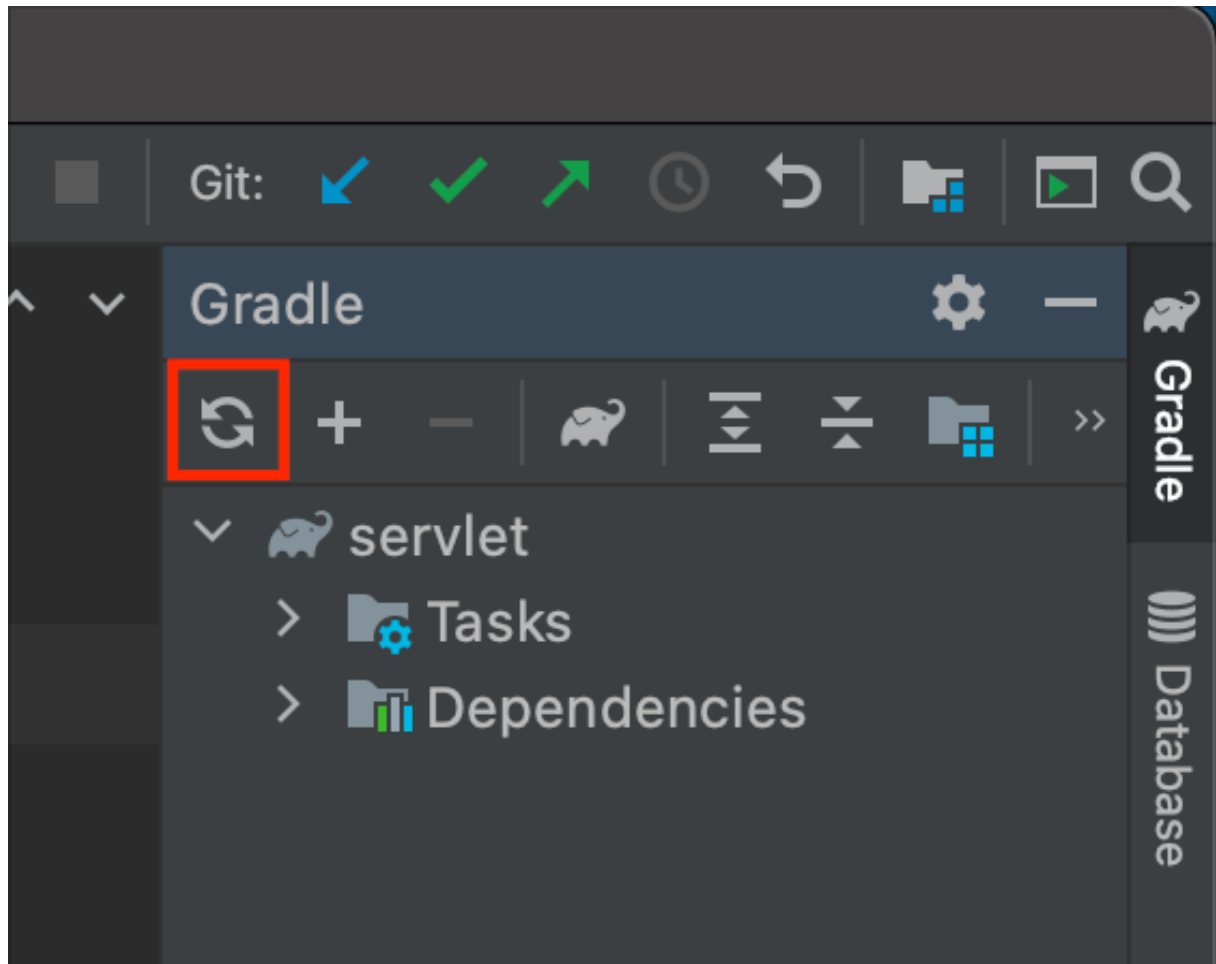 Git:
Gradle
servlet
Tasks
Dependencies
Gradle
Database